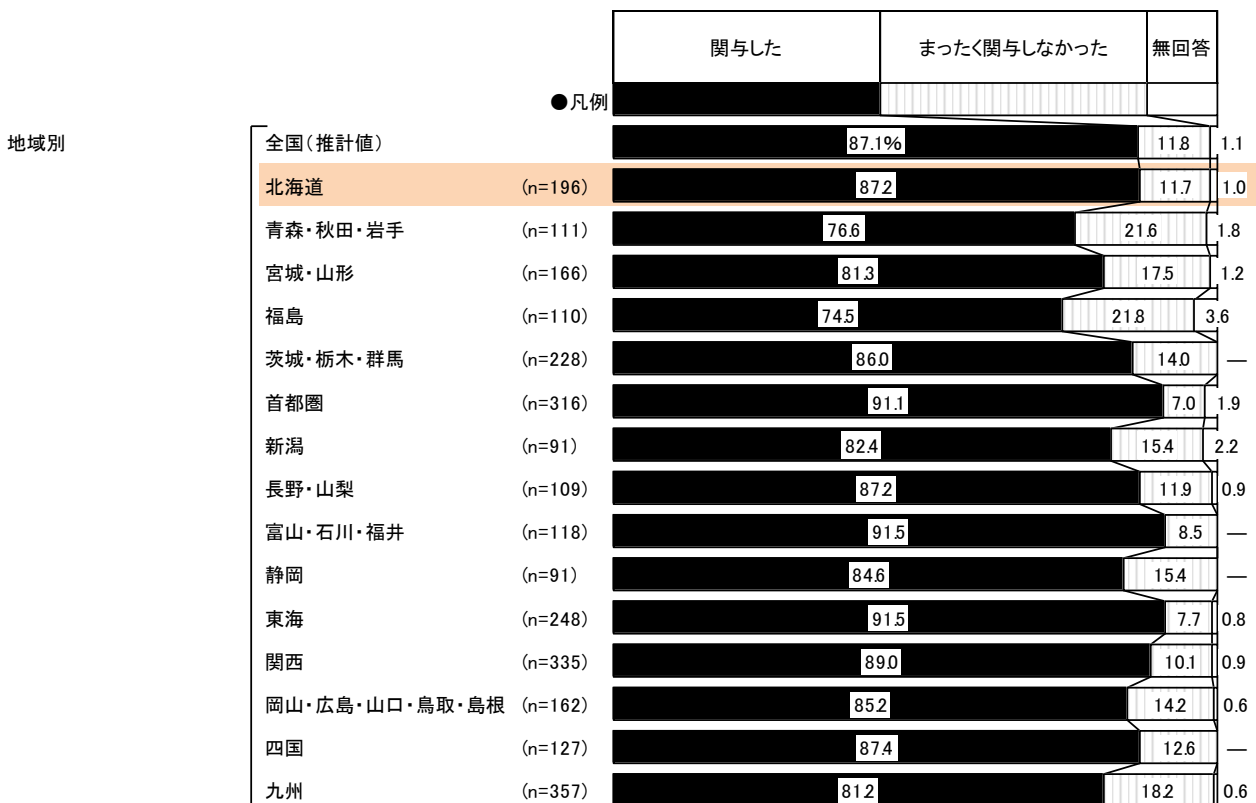 関与した まったく関与しなかった 無回答
●凡例
地域別
全国(推計値) 87.1% 11.8 1.1
北海道 (n=196) 87.2 11.7 1.0
青森・秋田・岩手 (n=111) 76.6 21.6 1.8
宮城・山形 (n=166) 81.3 17.5 1.2
福島 (n=110) 74.5 21.8 3.6
茨城・栃木・群馬 (n=228) 86.0 14.0 ―
首都圏 (n=316) 91.1 7.0 1.9
新潟 (n=91) 82.4 15.4 2.2
長野・山梨 (n=109) 87.2 11.9 0.9
富山・石川・福井 (n=118) 91.5 8.5 ―
静岡 (n=91) 84.6 15.4 ―
東海 (n=248) 91.5 7.7 0.8
関西 (n=335) 89.0 10.1 0.9
岡山・広島・山口・鳥取・島根 (n=162) 85.2 14.2 0.6
四国 (n=127) 87.4 12.6 ―
九州 (n=357) 81.2 18.2 0.6